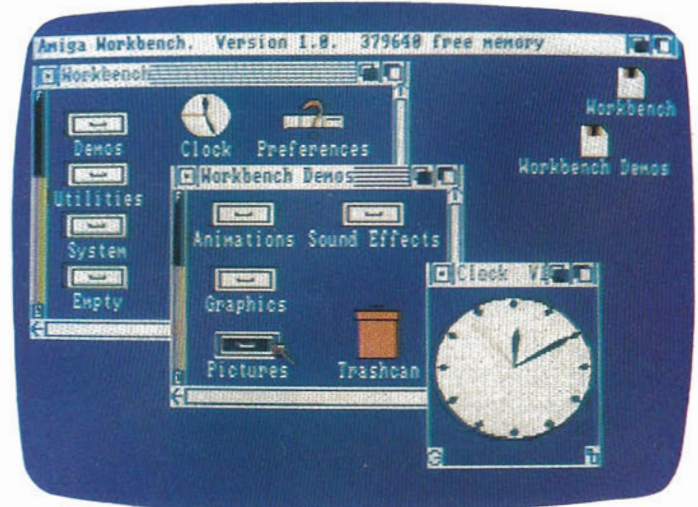 Amiga Workbench. Version 1.0. 379640 free memory
Workbench
Demos
Clock
Preferences
Utilities
System
Empty
Workbench
Workbench Demos
Workbench Demos
Animations
Sound Effects
Graphics
Pictures
Trashcan
Clock